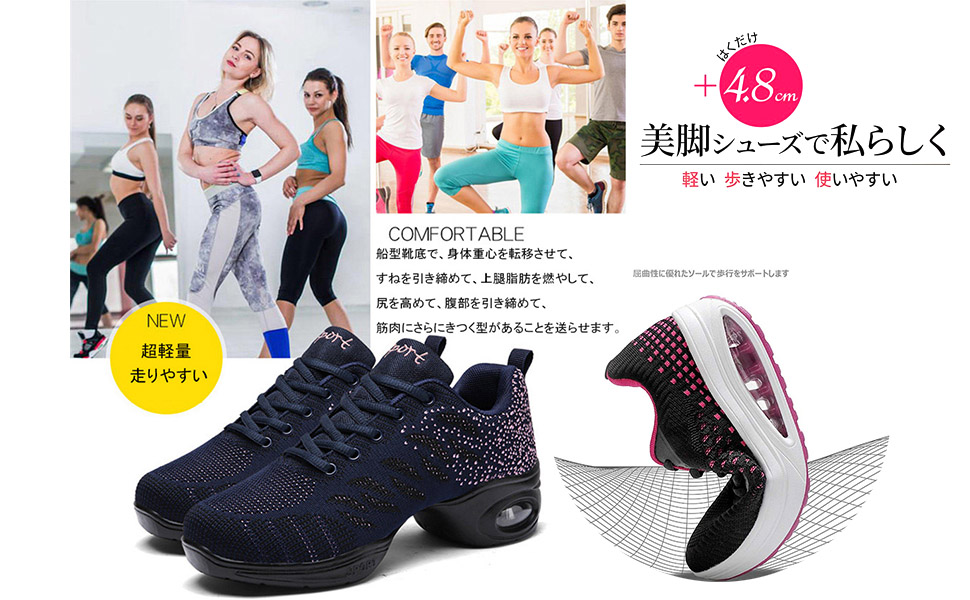 はくだけ
+4.8cm
美脚シューズで私らしく
軽い 歩きやすい 使いやすい
COMFORTABLE
船型靴底で、身体重心を転移させて、
すねを引き締めて、上腿脂肪を燃やして、
尻を高めて、腹部を引き締めて、
筋肉にさらにきつく型があることを送らせます。
屈曲性に優れたソールで歩行をサポートします
NEW
超軽量
走りやすい
Sport
Sport